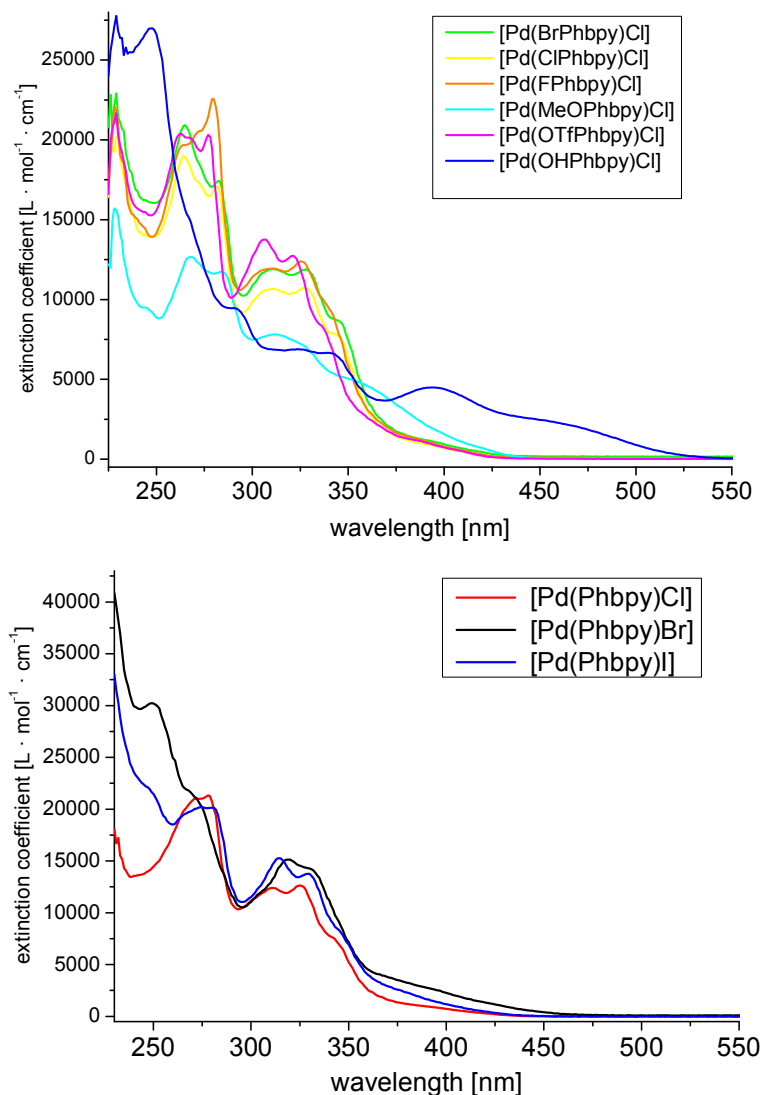 [Pd(BrPhbpy)Cl]
[Pd(ClPhbpy)Cl]
[Pd(FPhbpy)Cl]
[Pd(MeOPhbpy)Cl]
[Pd(OTfPhbpy)Cl]
[Pd(OHPhbpy)Cl]
extinction coefficient [L · mol⁻¹ · cm⁻¹]
25000
20000
15000
10000
5000
0
250 300 350 400 450 500 550
wavelength [nm]
[Pd(Phbpy)Cl]
[Pd(Phbpy)Br]
[Pd(Phbpy)I]
extinction coefficient [L · mol⁻¹ · cm⁻¹]
40000
35000
30000
25000
20000
15000
10000
5000
0
250 300 350 400 450 500 550
wavelength [nm]